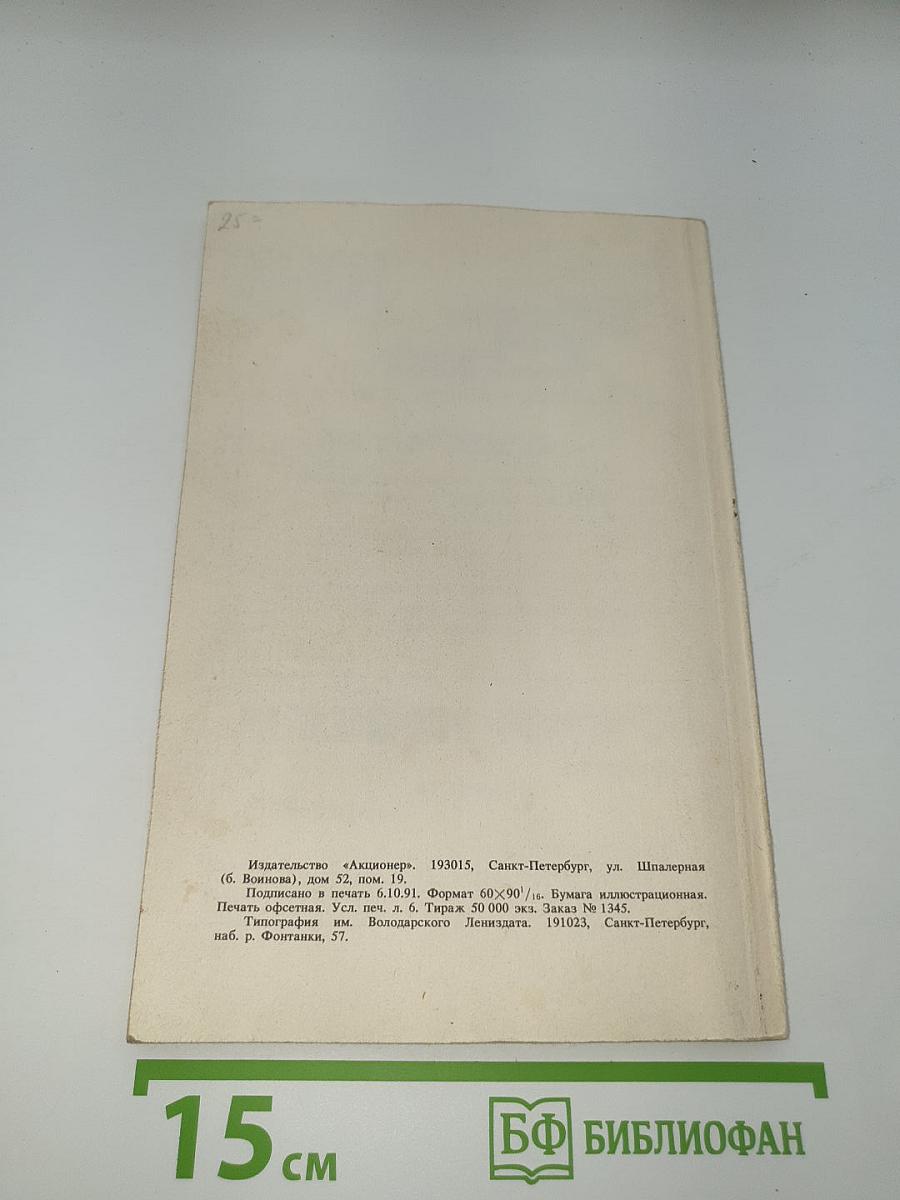 25=
Издательство «Акционер». 193015, Санкт-Петербург, ул. Шпалерная
(б. Воинова), дом 52, пом. 19.
Подписано в печать 6.10.91. Формат 60×90¹/₁₆. Бумага иллюстрационная.
Печать офсетная. Усл. печ. л. 6. Тираж 50 000 экз. Заказ № 1345.
Типография им. Володарского Лениздата. 191023, Санкт-Петербург,
наб. р. Фонтанки, 57.
15 см
БФ БИБЛИОФАН